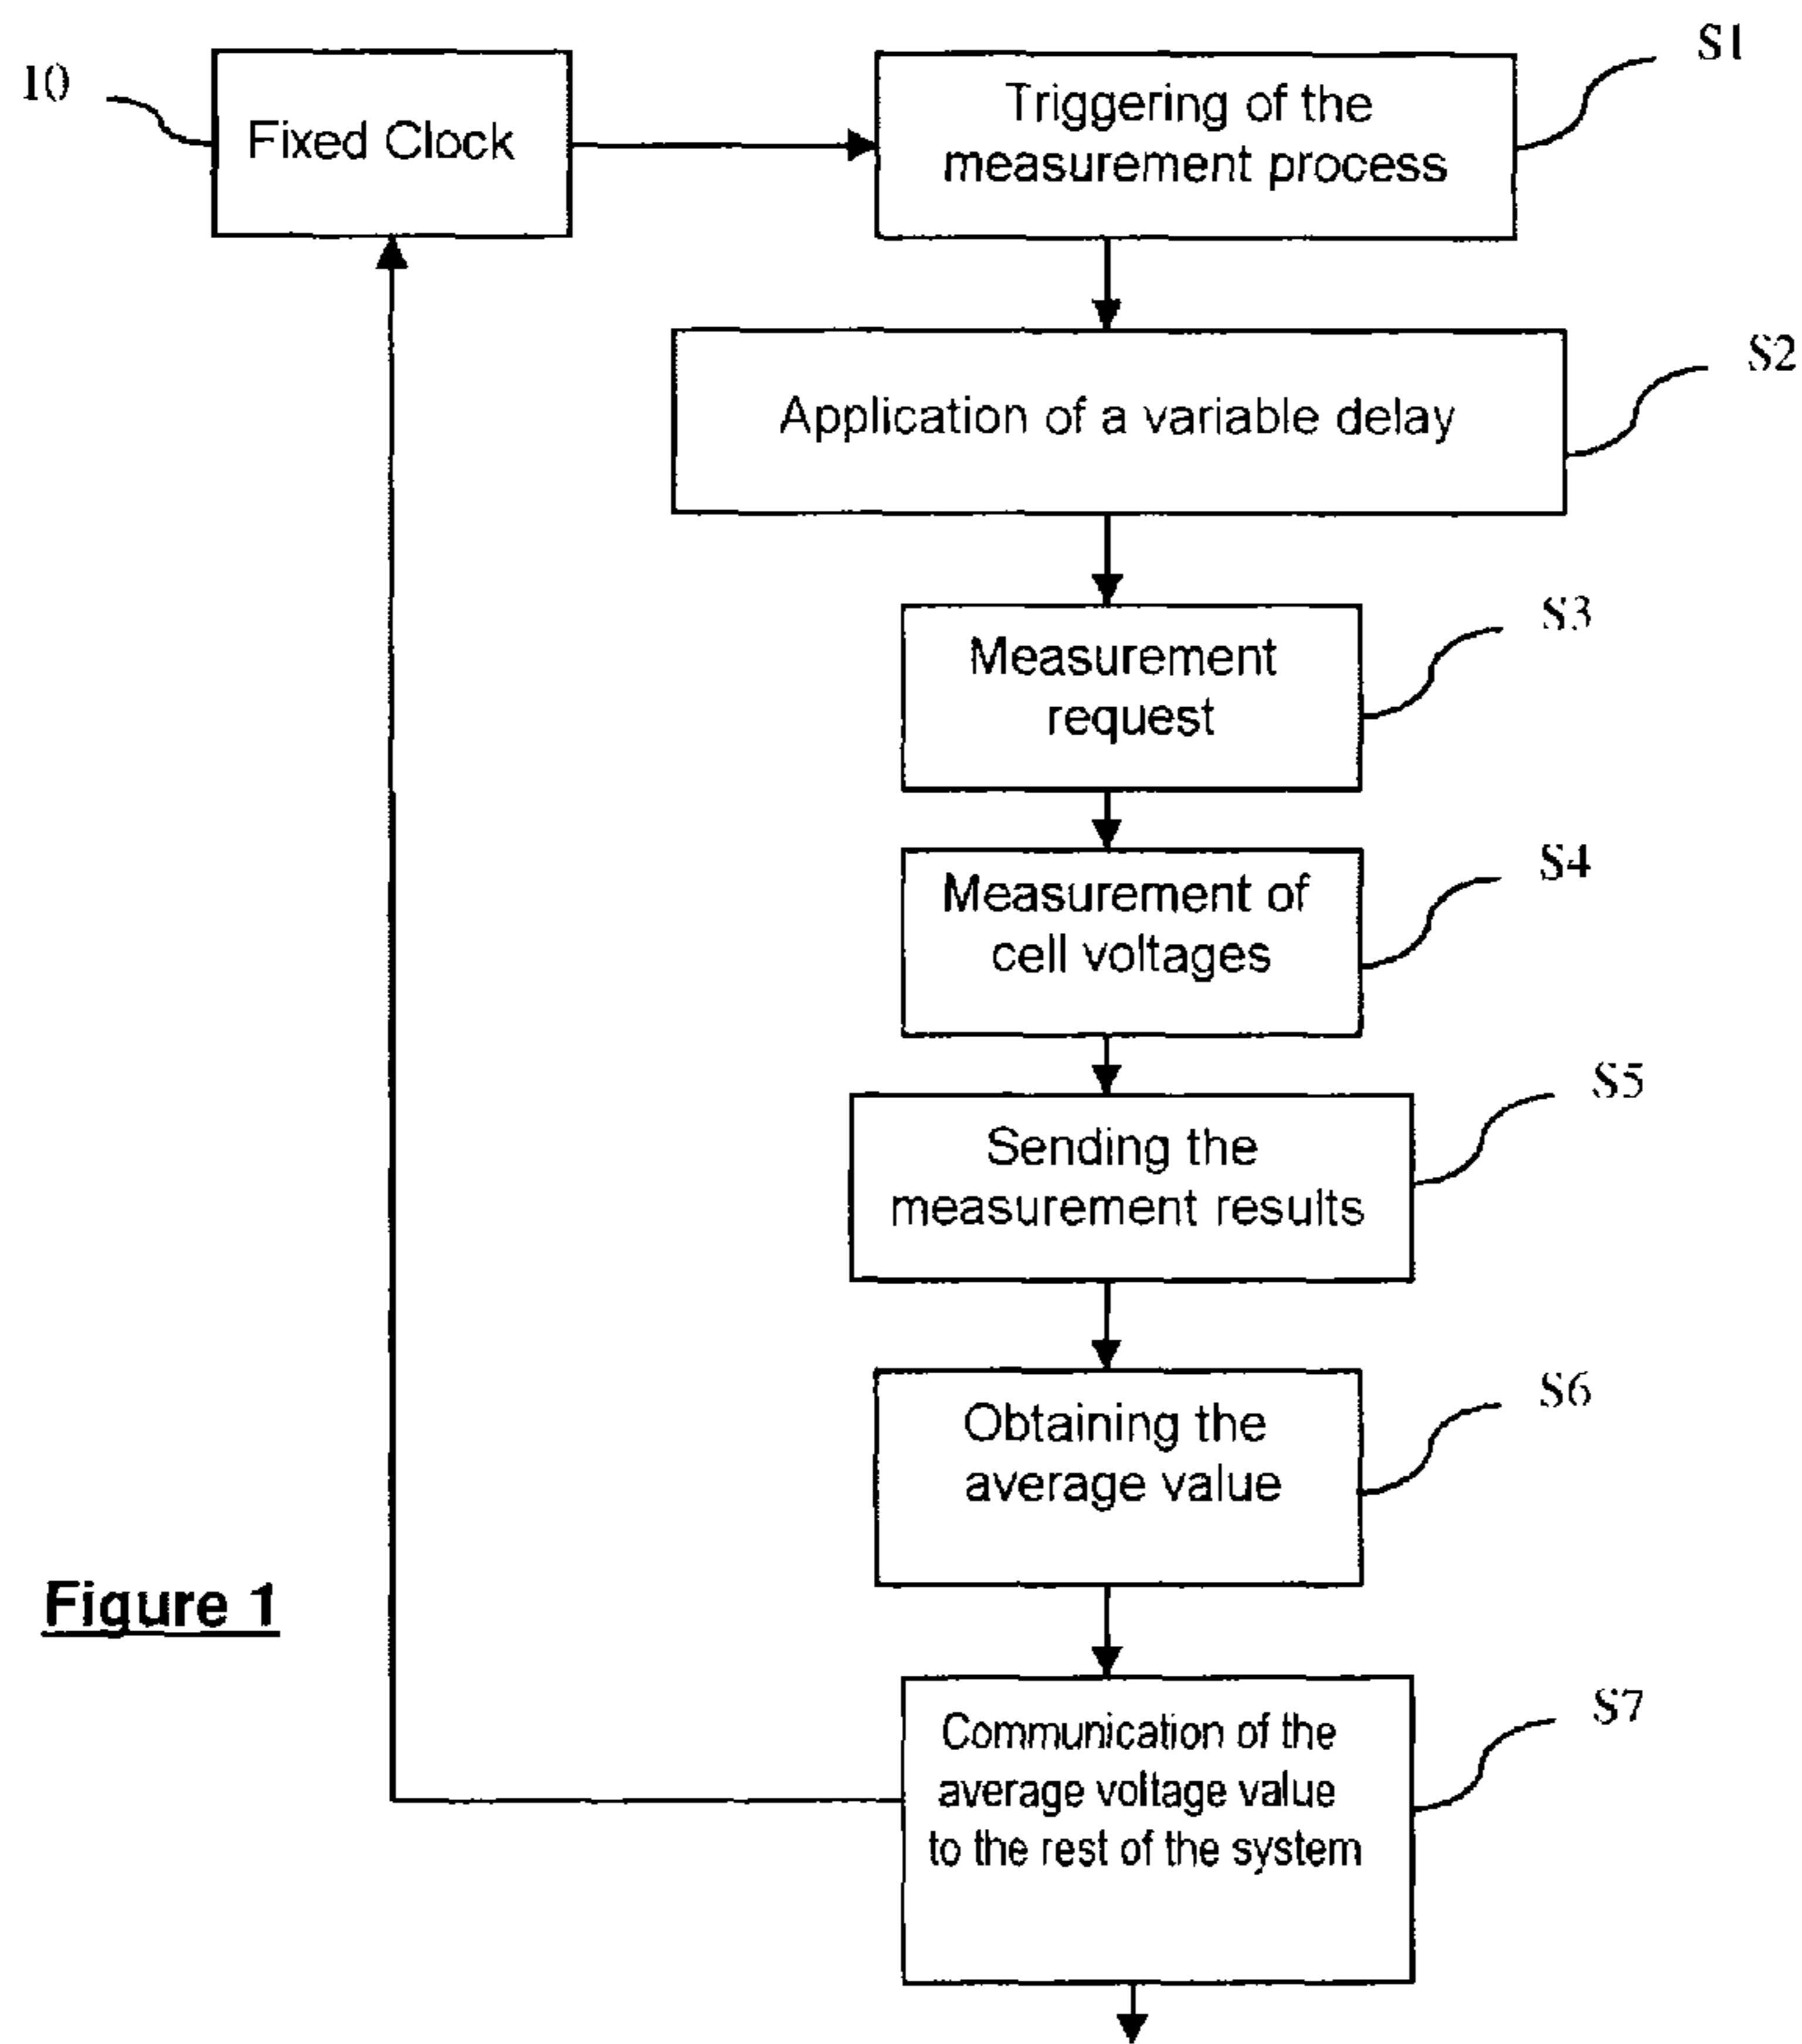 10
Fixed Clock
Triggering of the
measurement process
S1
Application of a variable delay
S2
Measurement
request
S3
Measurement of
cell voltages
S4
Sending the
measurement results
S5
Obtaining the
average value
S6
Figure 1
Communication of the
average voltage value
to the rest of the system
S7